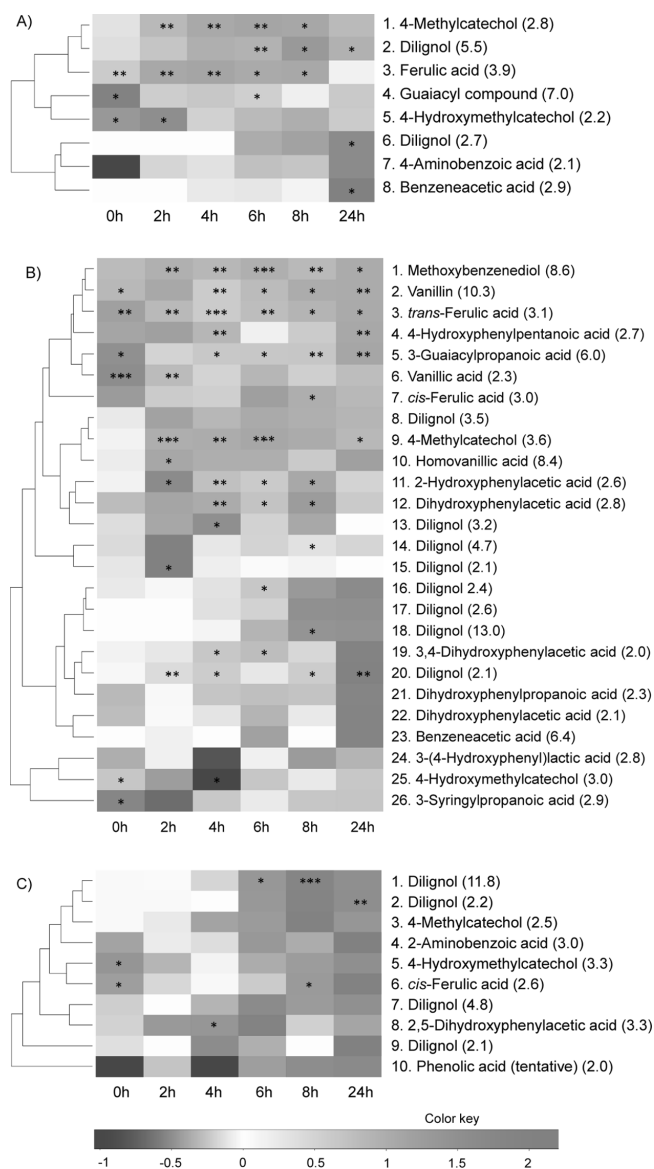 A)
** ** ** * 1. 4-Methylcatechol (2.8)
** * * 2. Dilignol (5.5)
** ** ** * * 3. Ferulic acid (3.9)
* * 4. Guaiacyl compound (7.0)
* * 5. 4-Hydroxymethylcatechol (2.2)
* 6. Dilignol (2.7)
7. 4-Aminobenzoic acid (2.1)
* 8. Benzeneacetic acid (2.9)
0h 2h 4h 6h 8h 24h
B)
** ** *** ** * 1. Methoxybenzenediol (8.6)
* ** * * ** 2. Vanillin (10.3)
** ** *** ** * * 3. trans-Ferulic acid (3.1)
** ** 4. 4-Hydroxyphenylpentanoic acid (2.7)
* * * ** ** 5. 3-Guaiacylpropanoic acid (6.0)
*** ** 6. Vanillic acid (2.3)
* 7. cis-Ferulic acid (3.0)
8. Dilignol (3.5)
*** ** *** * 9. 4-Methylcatechol (3.6)
* 10. Homovanillic acid (8.4)
* ** * * 11. 2-Hydroxyphenylacetic acid (2.6)
** * * 12. Dihydroxyphenylacetic acid (2.8)
* 13. Dilignol (3.2)
* 14. Dilignol (4.7)
* 15. Dilignol (2.1)
* 16. Dilignol 2.4)
17. Dilignol (2.6)
* 18. Dilignol (13.0)
* * 19. 3,4-Dihydroxyphenylacetic acid (2.0)
** * * ** 20. Dilignol (2.1)
21. Dihydroxyphenylpropanoic acid (2.3)
22. Dihydroxyphenylacetic acid (2.1)
23. Benzeneacetic acid (6.4)
24. 3-(4-Hydroxyphenyl)lactic acid (2.8)
* * 25. 4-Hydroxymethylcatechol (3.0)
* 26. 3-Syringylpropanoic acid (2.9)
0h 2h 4h 6h 8h 24h
C)
* *** 1. Dilignol (11.8)
** 2. Dilignol (2.2)
3. 4-Methylcatechol (2.5)
4. 2-Aminobenzoic acid (3.0)
* 5. 4-Hydroxymethylcatechol (3.3)
* * 6. cis-Ferulic acid (2.6)
7. Dilignol (4.8)
* 8. 2,5-Dihydroxyphenylacetic acid (3.3)
9. Dilignol (2.1)
10. Phenolic acid (tentative) (2.0)
0h 2h 4h 6h 8h 24h
Color key
-1 -0.5 0 0.5 1 1.5 2